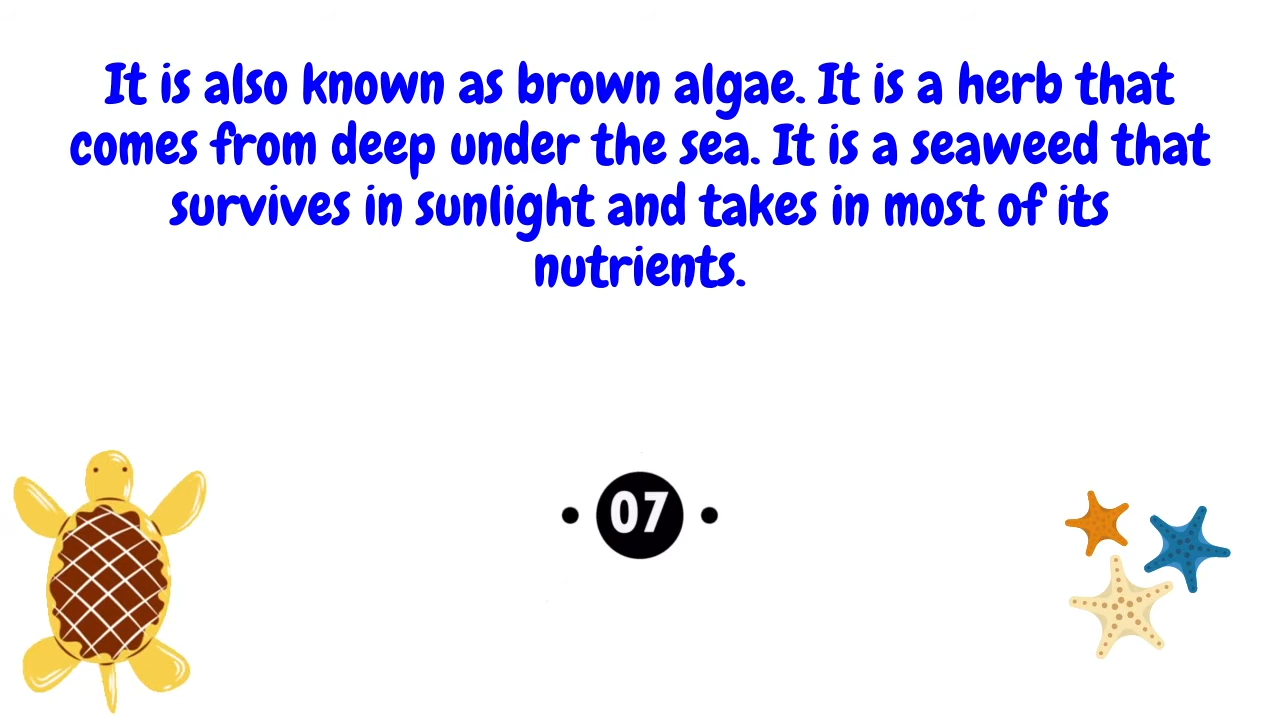 It is also known as brown algae. It is a herb that
comes from deep under the sea. It is a seaweed that
survives in sunlight and takes in most of its
nutrients.
07